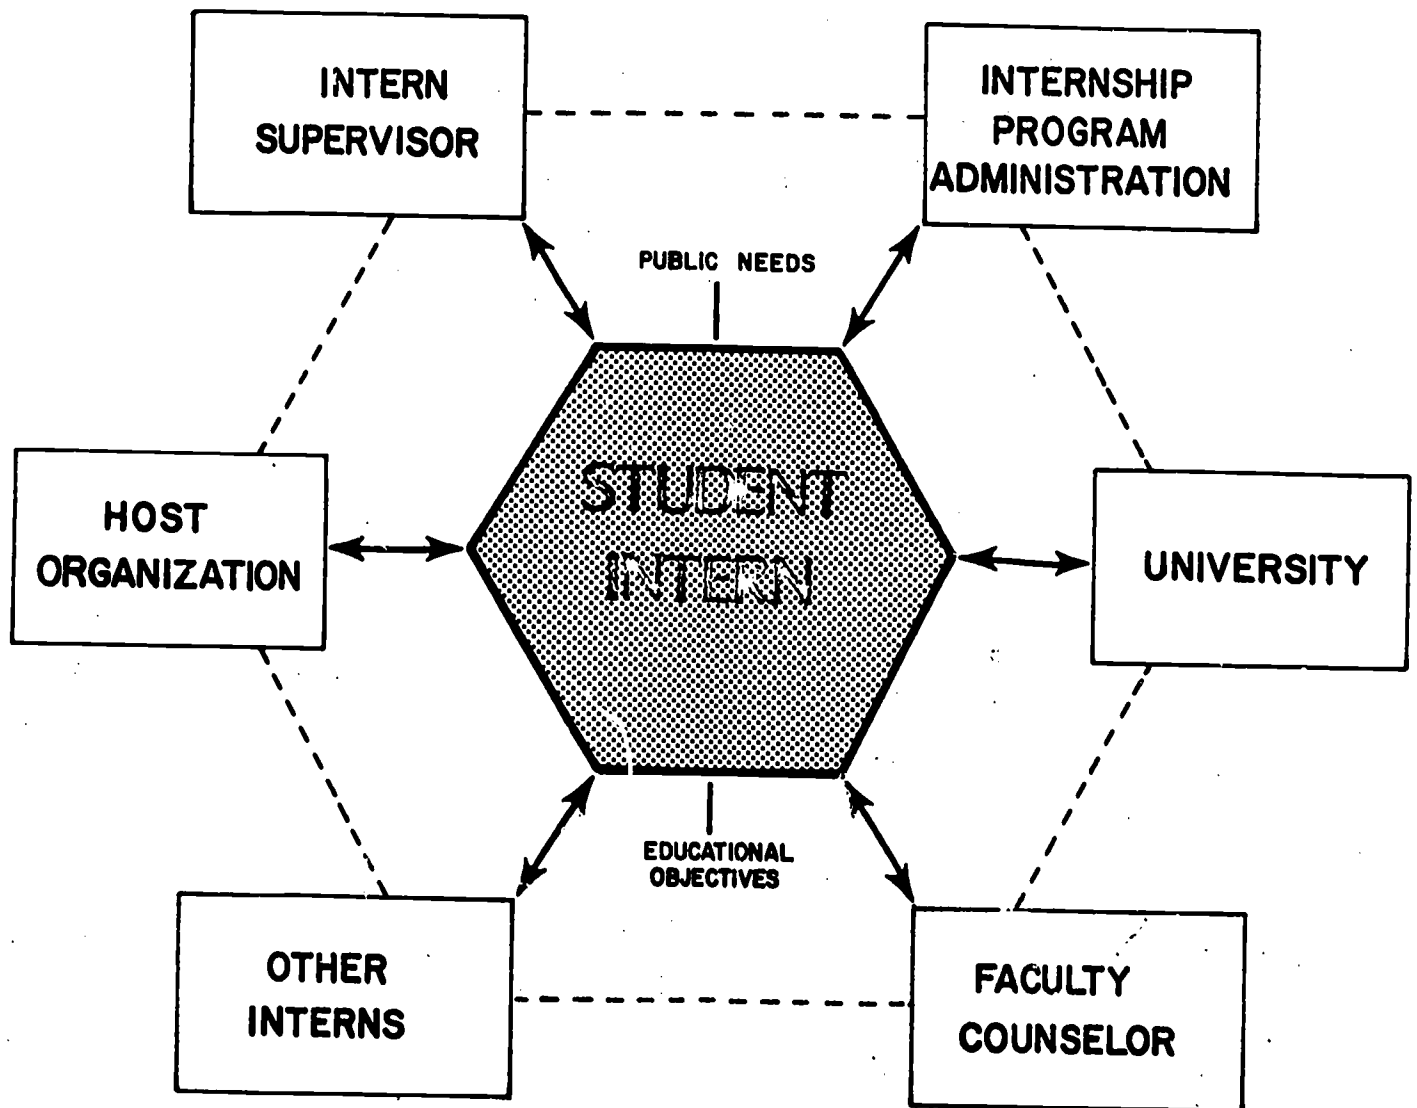 INTERN
SUPERVISOR
INTERNSHIP
PROGRAM
ADMINISTRATION
PUBLIC NEEDS
STUDENT
INTERN
HOST
ORGANIZATION
UNIVERSITY
EDUCATIONAL
OBJECTIVES
OTHER
INTERNS
FACULTY
COUNSELOR